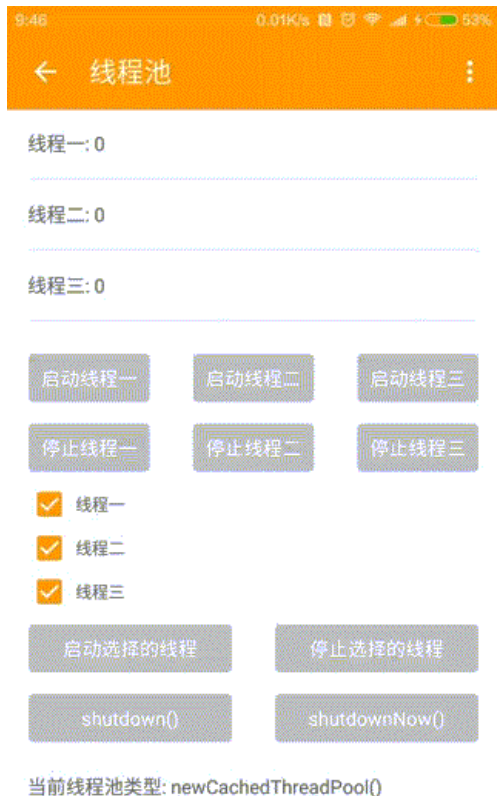 9:46 0.01K/s 53%
线程池
线程一: 0
线程二: 0
线程三: 0
启动线程一 启动线程二 启动线程三
停止线程一 停止线程二 停止线程三
线程一
线程二
线程三
启动选择的线程 停止选择的线程
shutdown() shutdownNow()
当前线程池类型: newCachedThreadPool()